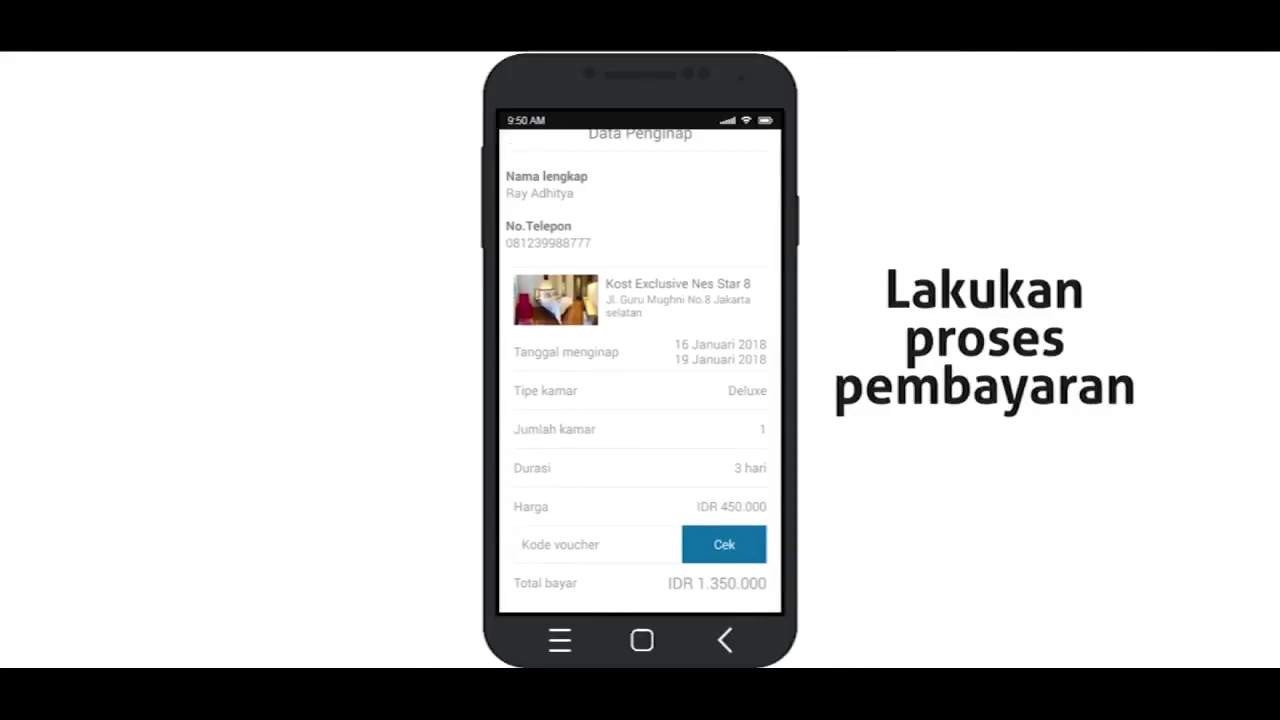 9:50 AM
Data Penginap
Nama lengkap
Ray Adhitya
No.Telepon
081239988777
Kost Exclusive Nes Star 8
Jl. Guru Mughni No.8 Jakarta
selatan
Tanggal menginap
16 Januari 2018
19 Januari 2018
Tipe kamar Deluxe
Jumlah kamar 1
Durasi 3 hari
Harga IDR 450.000
Kode voucher Cek
Total bayar IDR 1.350.000
Lakukan
proses
pembayaran